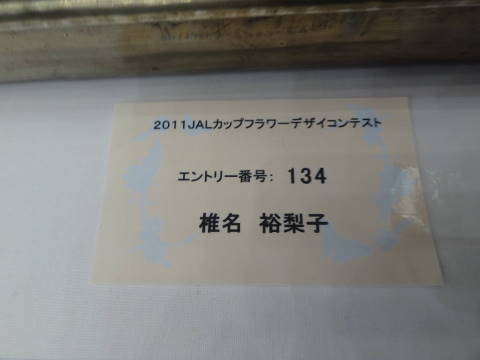 2011JALカップフラワーデザイコンテスト
エントリー番号: 134
椎名 裕梨子